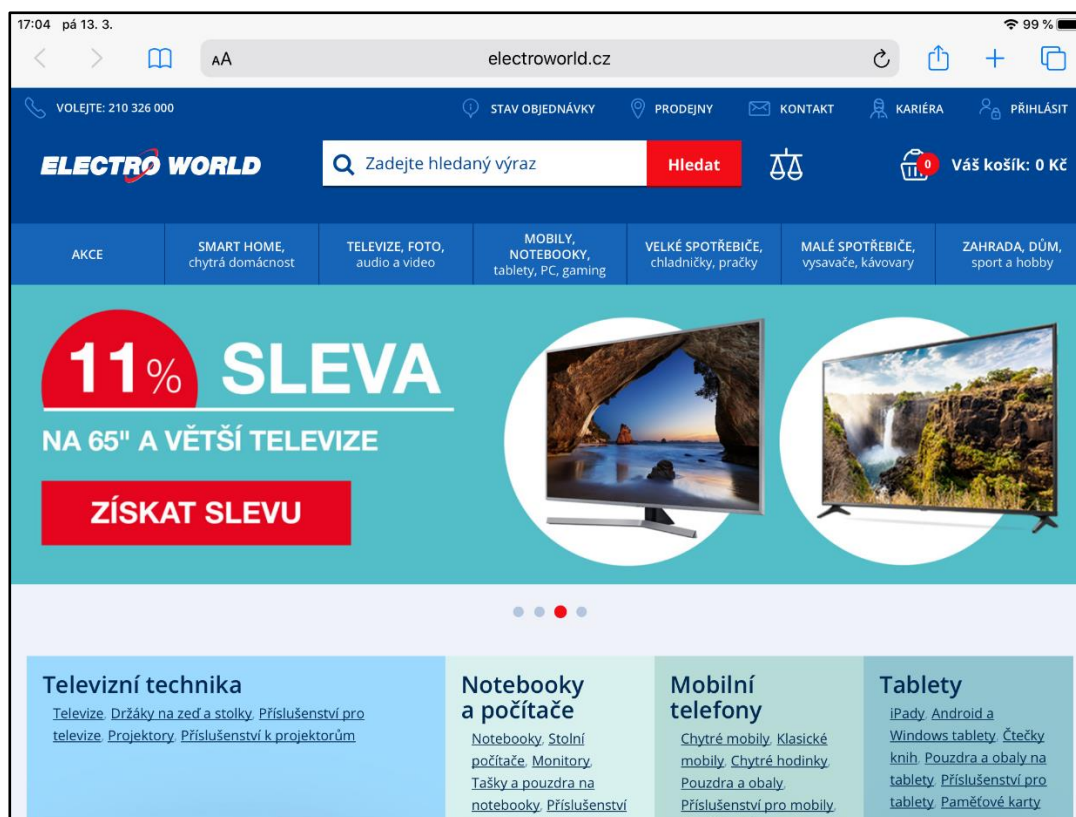 17:04 pá 13. 3.
99 %
AA
electroworld.cz
VOLEJTE: 210 326 000
STAV OBJEDNÁVKY
PRODEJNY
KONTAKT
KARIÉRA
PŘIHLÁSIT
ELECTRO WORLD
Zadejte hledaný výraz
Hledat
0
Váš košík: 0 Kč
AKCE
SMART HOME,
chytrá domácnost
TELEVIZE, FOTO,
audio a video
MOBILY,
NOTEBOOKY,
tablety, PC, gaming
VELKÉ SPOTŘEBIČE,
chladničky, pračky
MALÉ SPOTŘEBIČE,
vysavače, kávovary
ZAHRADA, DŮM,
sport a hobby
11% SLEVA
NA 65" A VĚTŠÍ TELEVIZE
ZÍSKAT SLEVU
Televizní technika
Televize, Držáky na zeď a stolky, Příslušenství pro
televize, Projektory, Příslušenství k projektorům
Notebooky
a počítače
Notebooky, Stolní
počítače, Monitory,
Tašky a pouzdra na
notebooky, Příslušenství
Mobilní
telefony
Chytré mobily, Klasické
mobily, Chytré hodinky,
Pouzdra a obaly,
Příslušenství pro mobily,
Tablety
iPady, Android a
Windows tablety, Čtečky
knih, Pouzdra a obaly na
tablety, Příslušenství pro
tablety, Paměťové karty